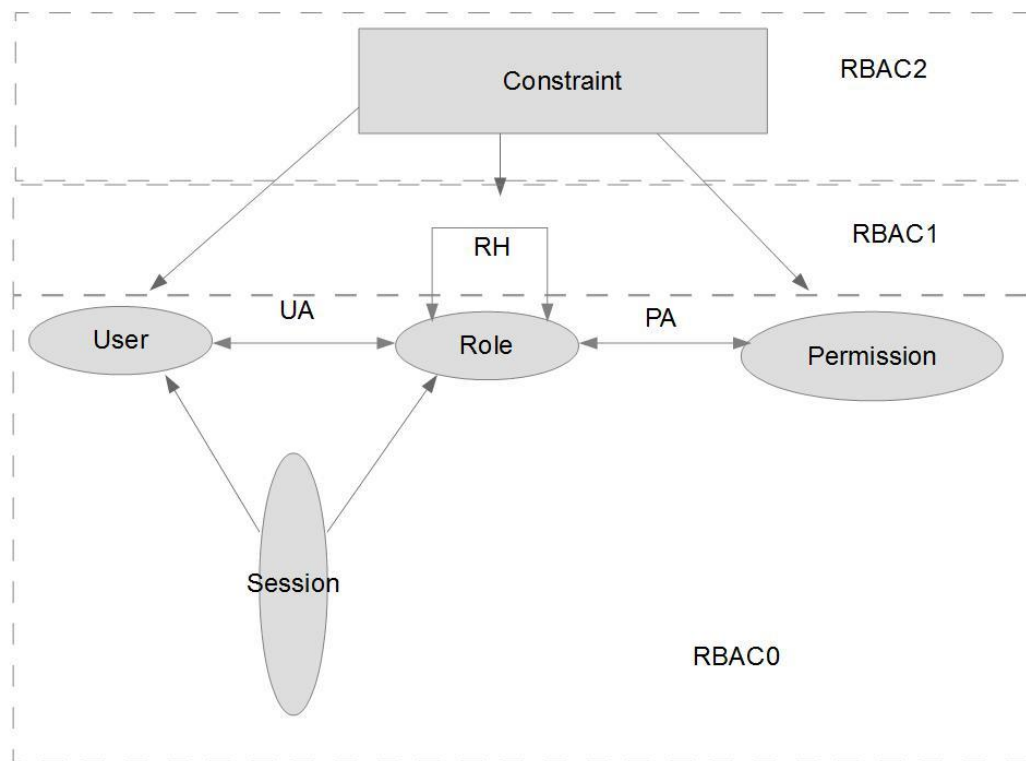 Constraint
RBAC2
RBAC1
RH
UA
PA
User
Role
Permission
Session
RBAC0